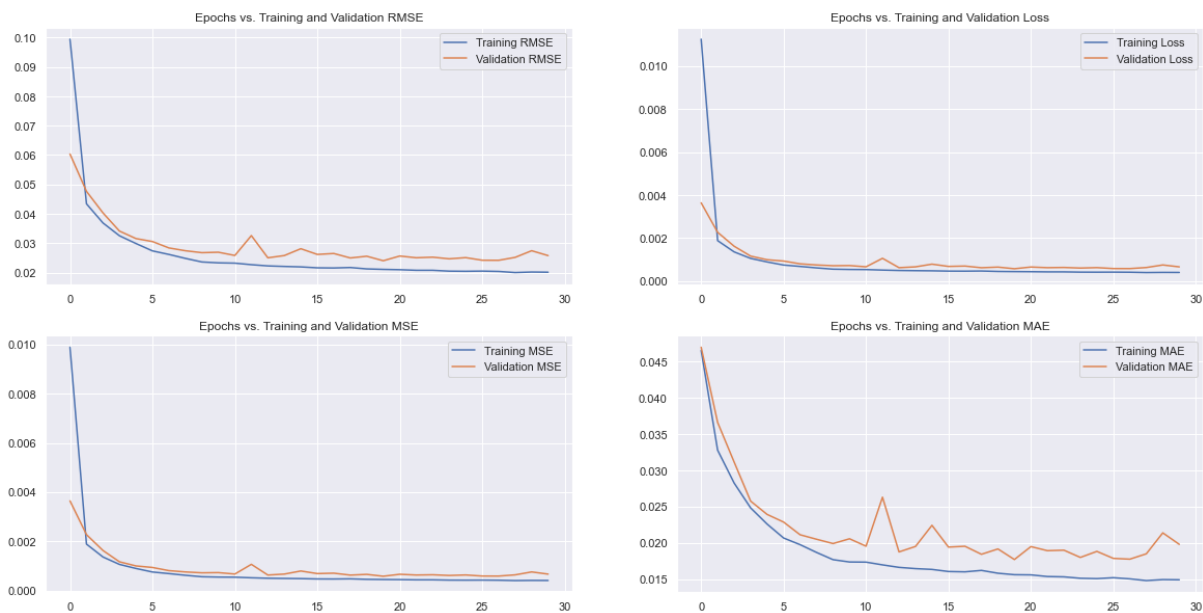 Epochs vs. Training and Validation RMSE
Training RMSE
Validation RMSE
0.10
0.09
0.08
0.07
0.06
0.05
0.04
0.03
0.02
0 5 10 15 20 25 30
Epochs vs. Training and Validation Loss
Training Loss
Validation Loss
0.010
0.008
0.006
0.004
0.002
0.000
0 5 10 15 20 25 30
Epochs vs. Training and Validation MSE
Training MSE
Validation MSE
0.010
0.008
0.006
0.004
0.002
0.000
0 5 10 15 20 25 30
Epochs vs. Training and Validation MAE
Training MAE
Validation MAE
0.045
0.040
0.035
0.030
0.025
0.020
0.015
0 5 10 15 20 25 30